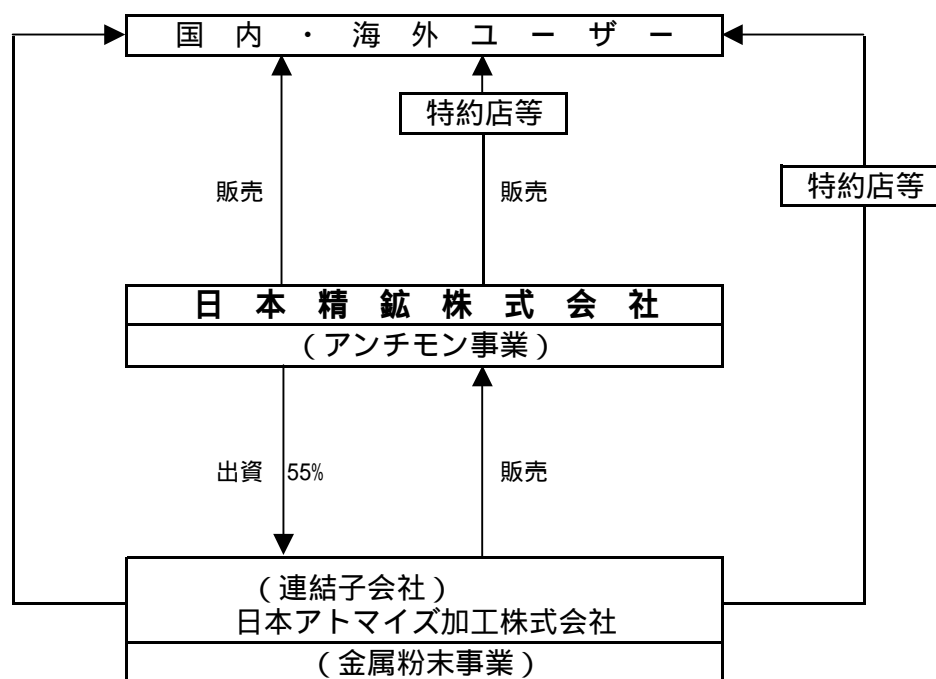 国 内 ・ 海 外 ユ ー ザ ー
特約店等
特約店等
販売
販売
日 本 精 鉱 株 式 会 社
（アンチモン事業）
出資 55%
販売
（連結子会社）
日本アトマイズ加工株式会社
（金属粉末事業）